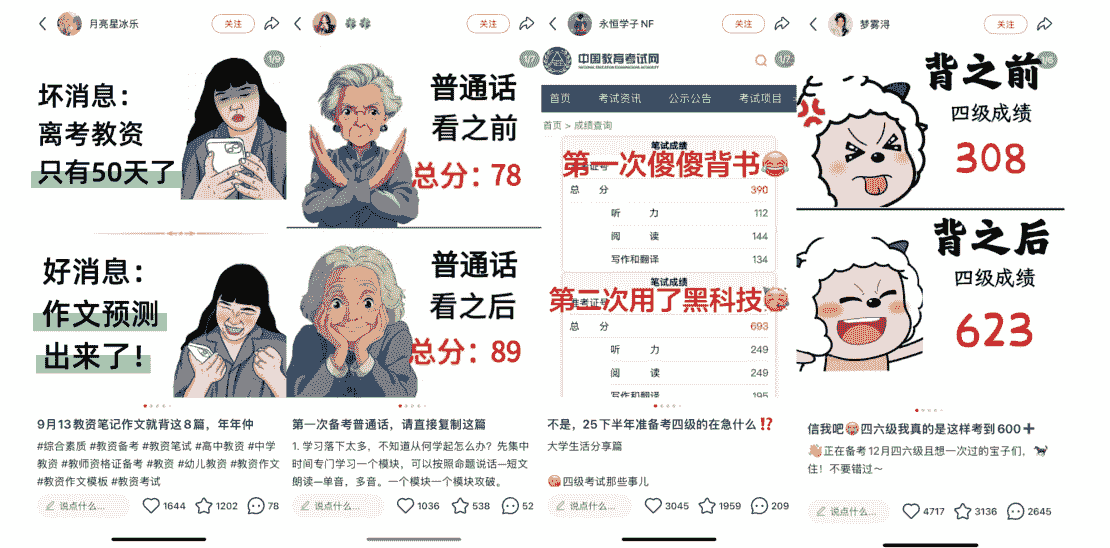 月亮星冰乐
关注
1/9
坏消息：
离考教资
只有50天了
好消息：
作文预测
出来了！
9月13教资笔记作文就背这8篇，年年仲
#综合素质 #教资备考 #教资笔试 #高中教资 #中学
教资 #教师资格证备考 #教资 #幼儿教资 #教资作文
#教资作文模板 #教资考试
说点什么...
1644
1202
78
关注
普通话
看之前
总分：78
普通话
看之后
总分：89
第一次备考普通话，请直接复制这篇
1. 学习落下太多，不知道从何学起怎么办？先集中
时间专门学习一个模块，可以按照命题说话—短文
朗读—单音，多音。一个模块一个模块攻破。
说点什么...
1036
538
52
永恒学子 NF
关注
1/2
中国教育考试网
NATIONAL EDUCATION EXAMINATIONS AUTHORITY
首页
考试资讯
公示公告
考试项目
首页 > 成绩查询
笔试成绩
第一次傻傻背书🤗
证号
总 分
390
听 力
112
阅 读
144
写作和翻译
134
笔试成绩
第二次用了黑科技🥰
准考证号
总 分
693
听 力
249
阅 读
249
写作和翻译
195
不是，25下半年准备考四级的在急什么⁉️
大学生活分享篇
😚四级考试那些事儿
说点什么...
3045
1959
209
梦雾浔
关注
背之前
四级成绩
308
背之后
四级成绩
623
信我吧🥹四六级我真的是这样考到600➕
👋🏻正在备考12月四六级且想一次过的宝子们，🐎
住！不要错过～
说点什么...
4717
3136
2645